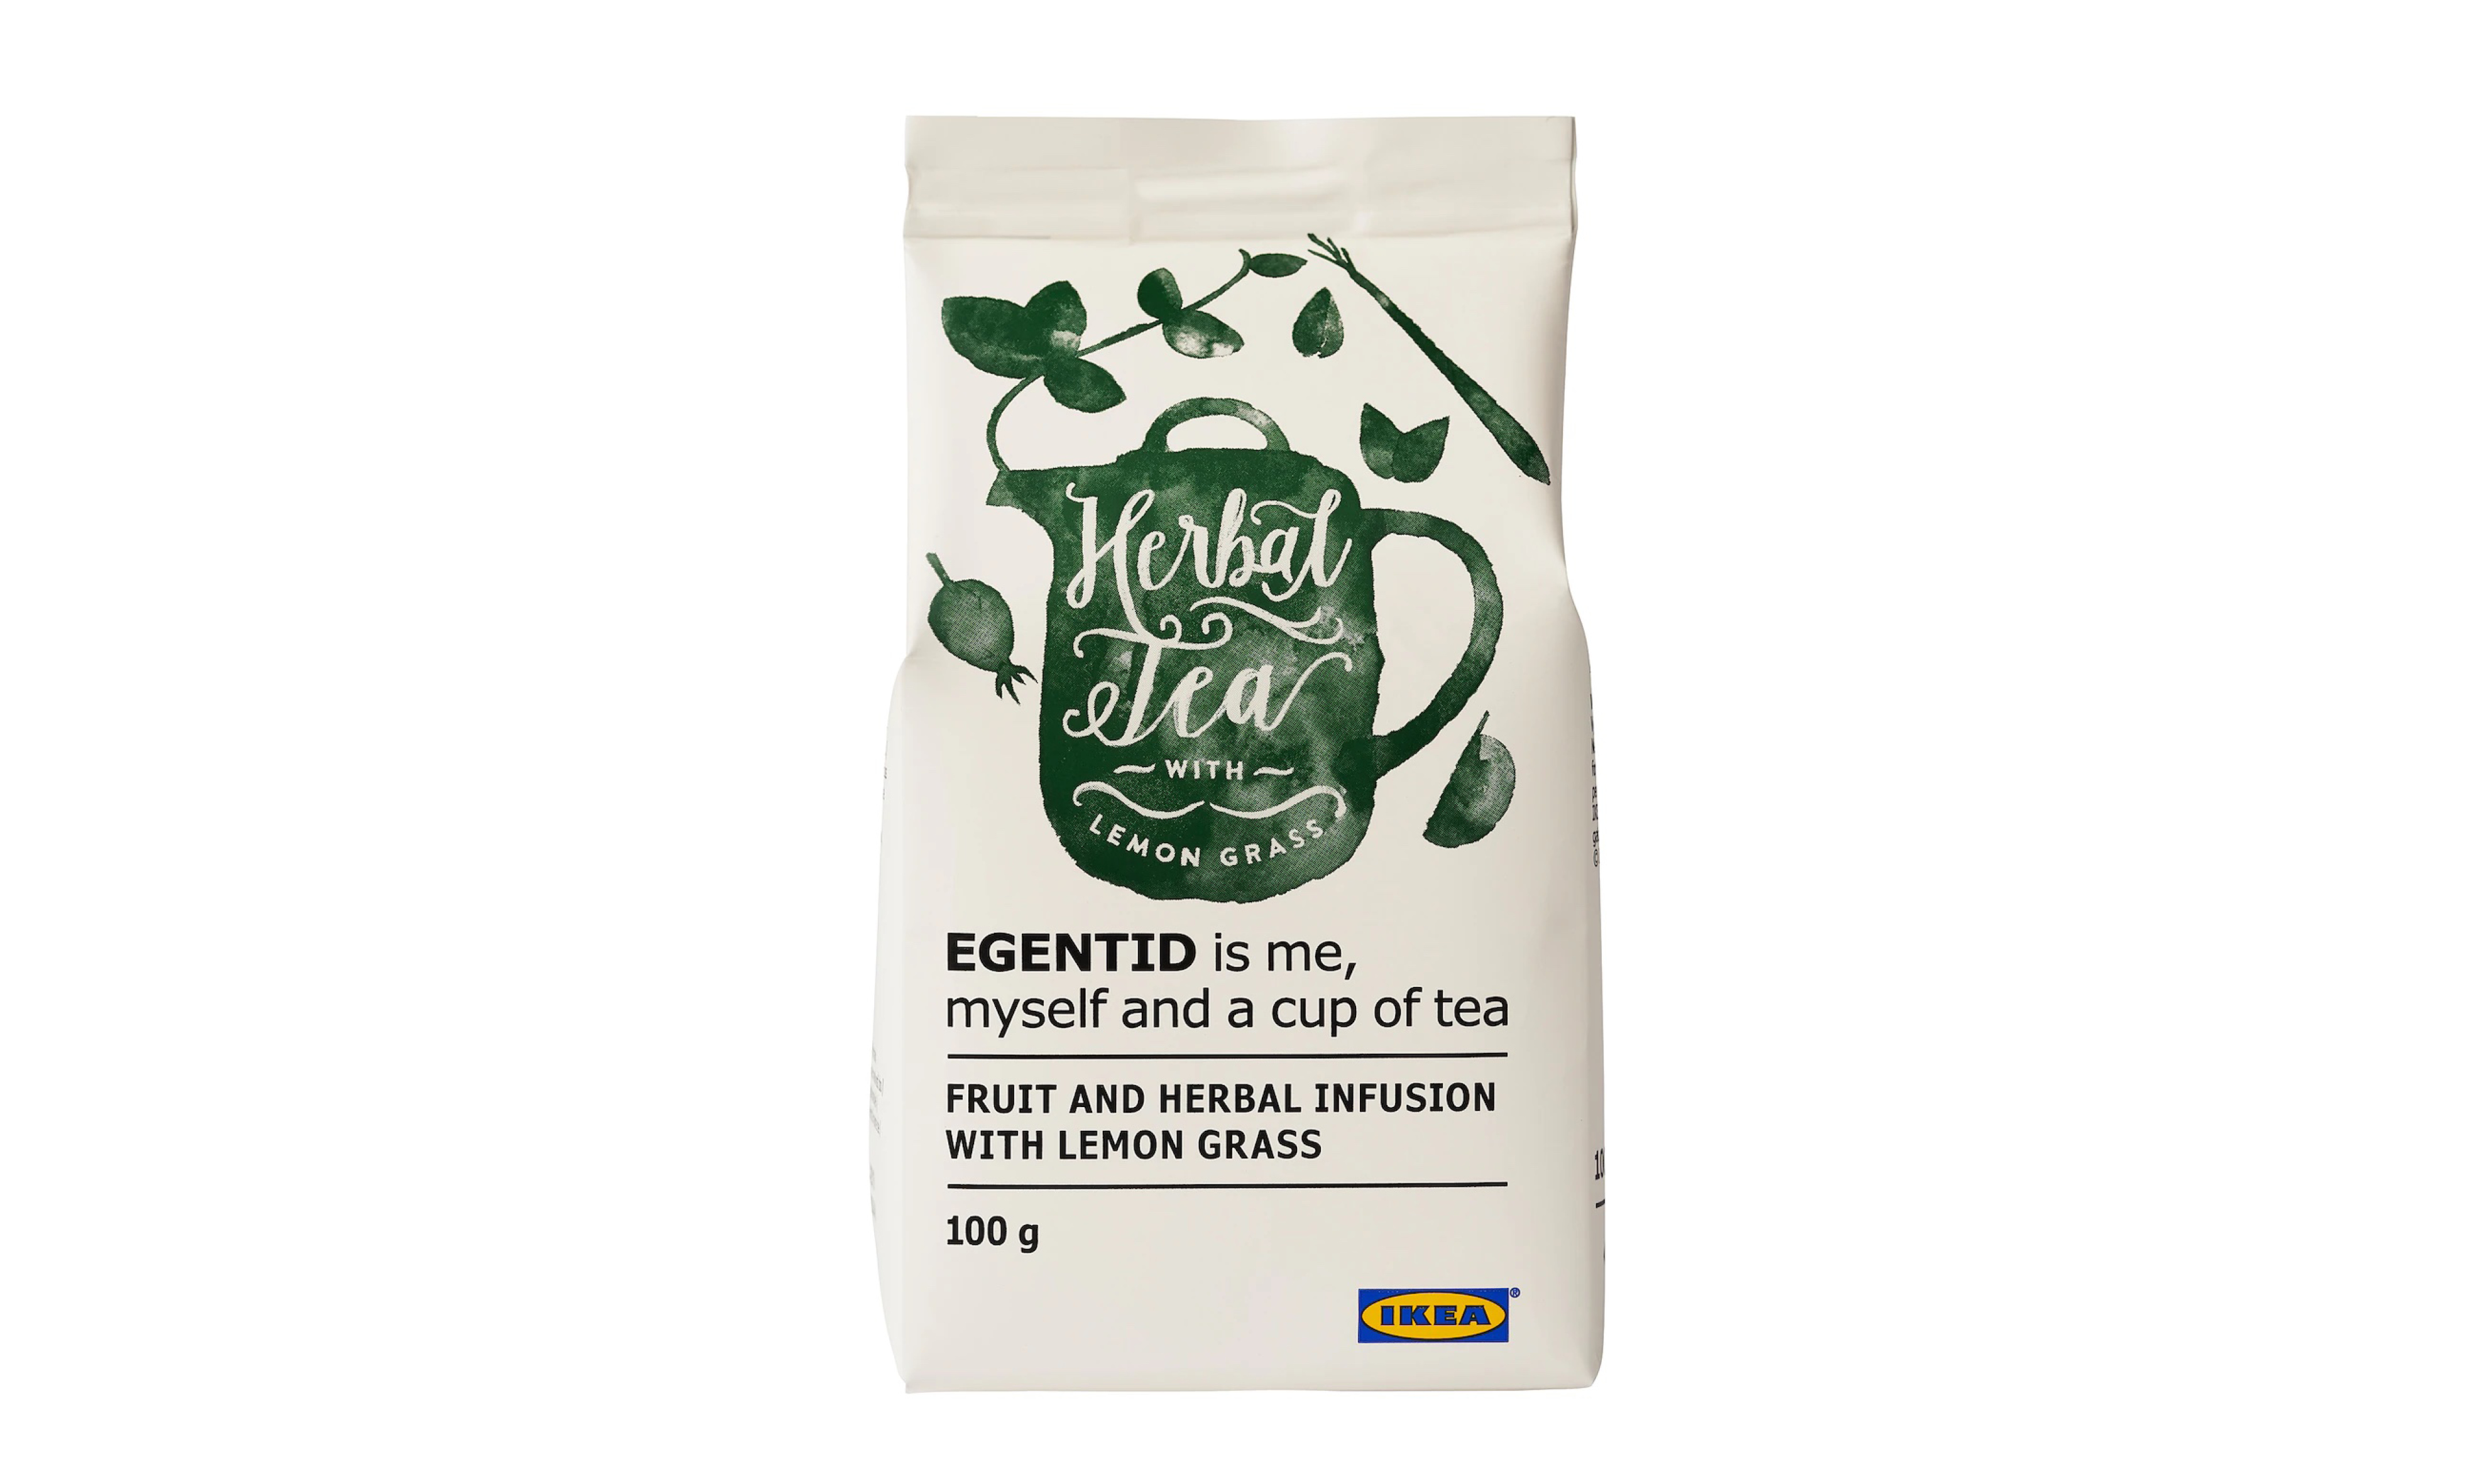 Herbal
Tea
WITH
LEMON GRASS
EGENTID is me,
myself and a cup of tea
FRUIT AND HERBAL INFUSION
WITH LEMON GRASS
100 g
IKEA®